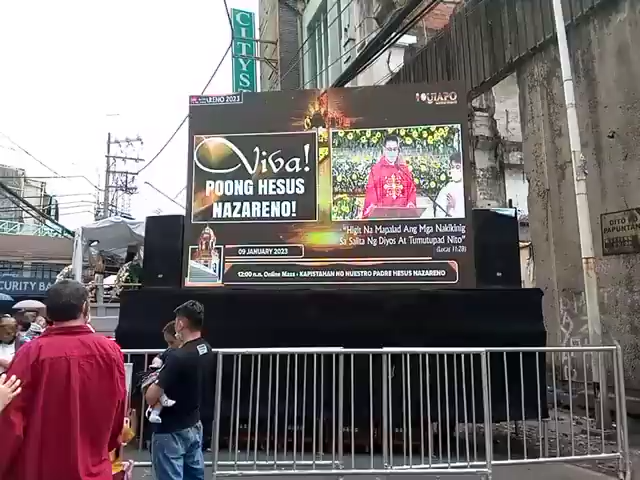 CITYS
RENO 2023
QUIAPO
Viva!
POONG HESUS
NAZARENO!
"Higit Na Mapalad Ang Mga Nakikinig
Sa Salita Ng Diyos At Tumutupad Nito"
(Lucas 11:28)
09 JANUARY 2023
12:00 n.n. Online Mass - KAPISTAHAN NG NUESTRO PADRE HESUS NAZARENO
CURITY BA
DITO
PAPUNTA